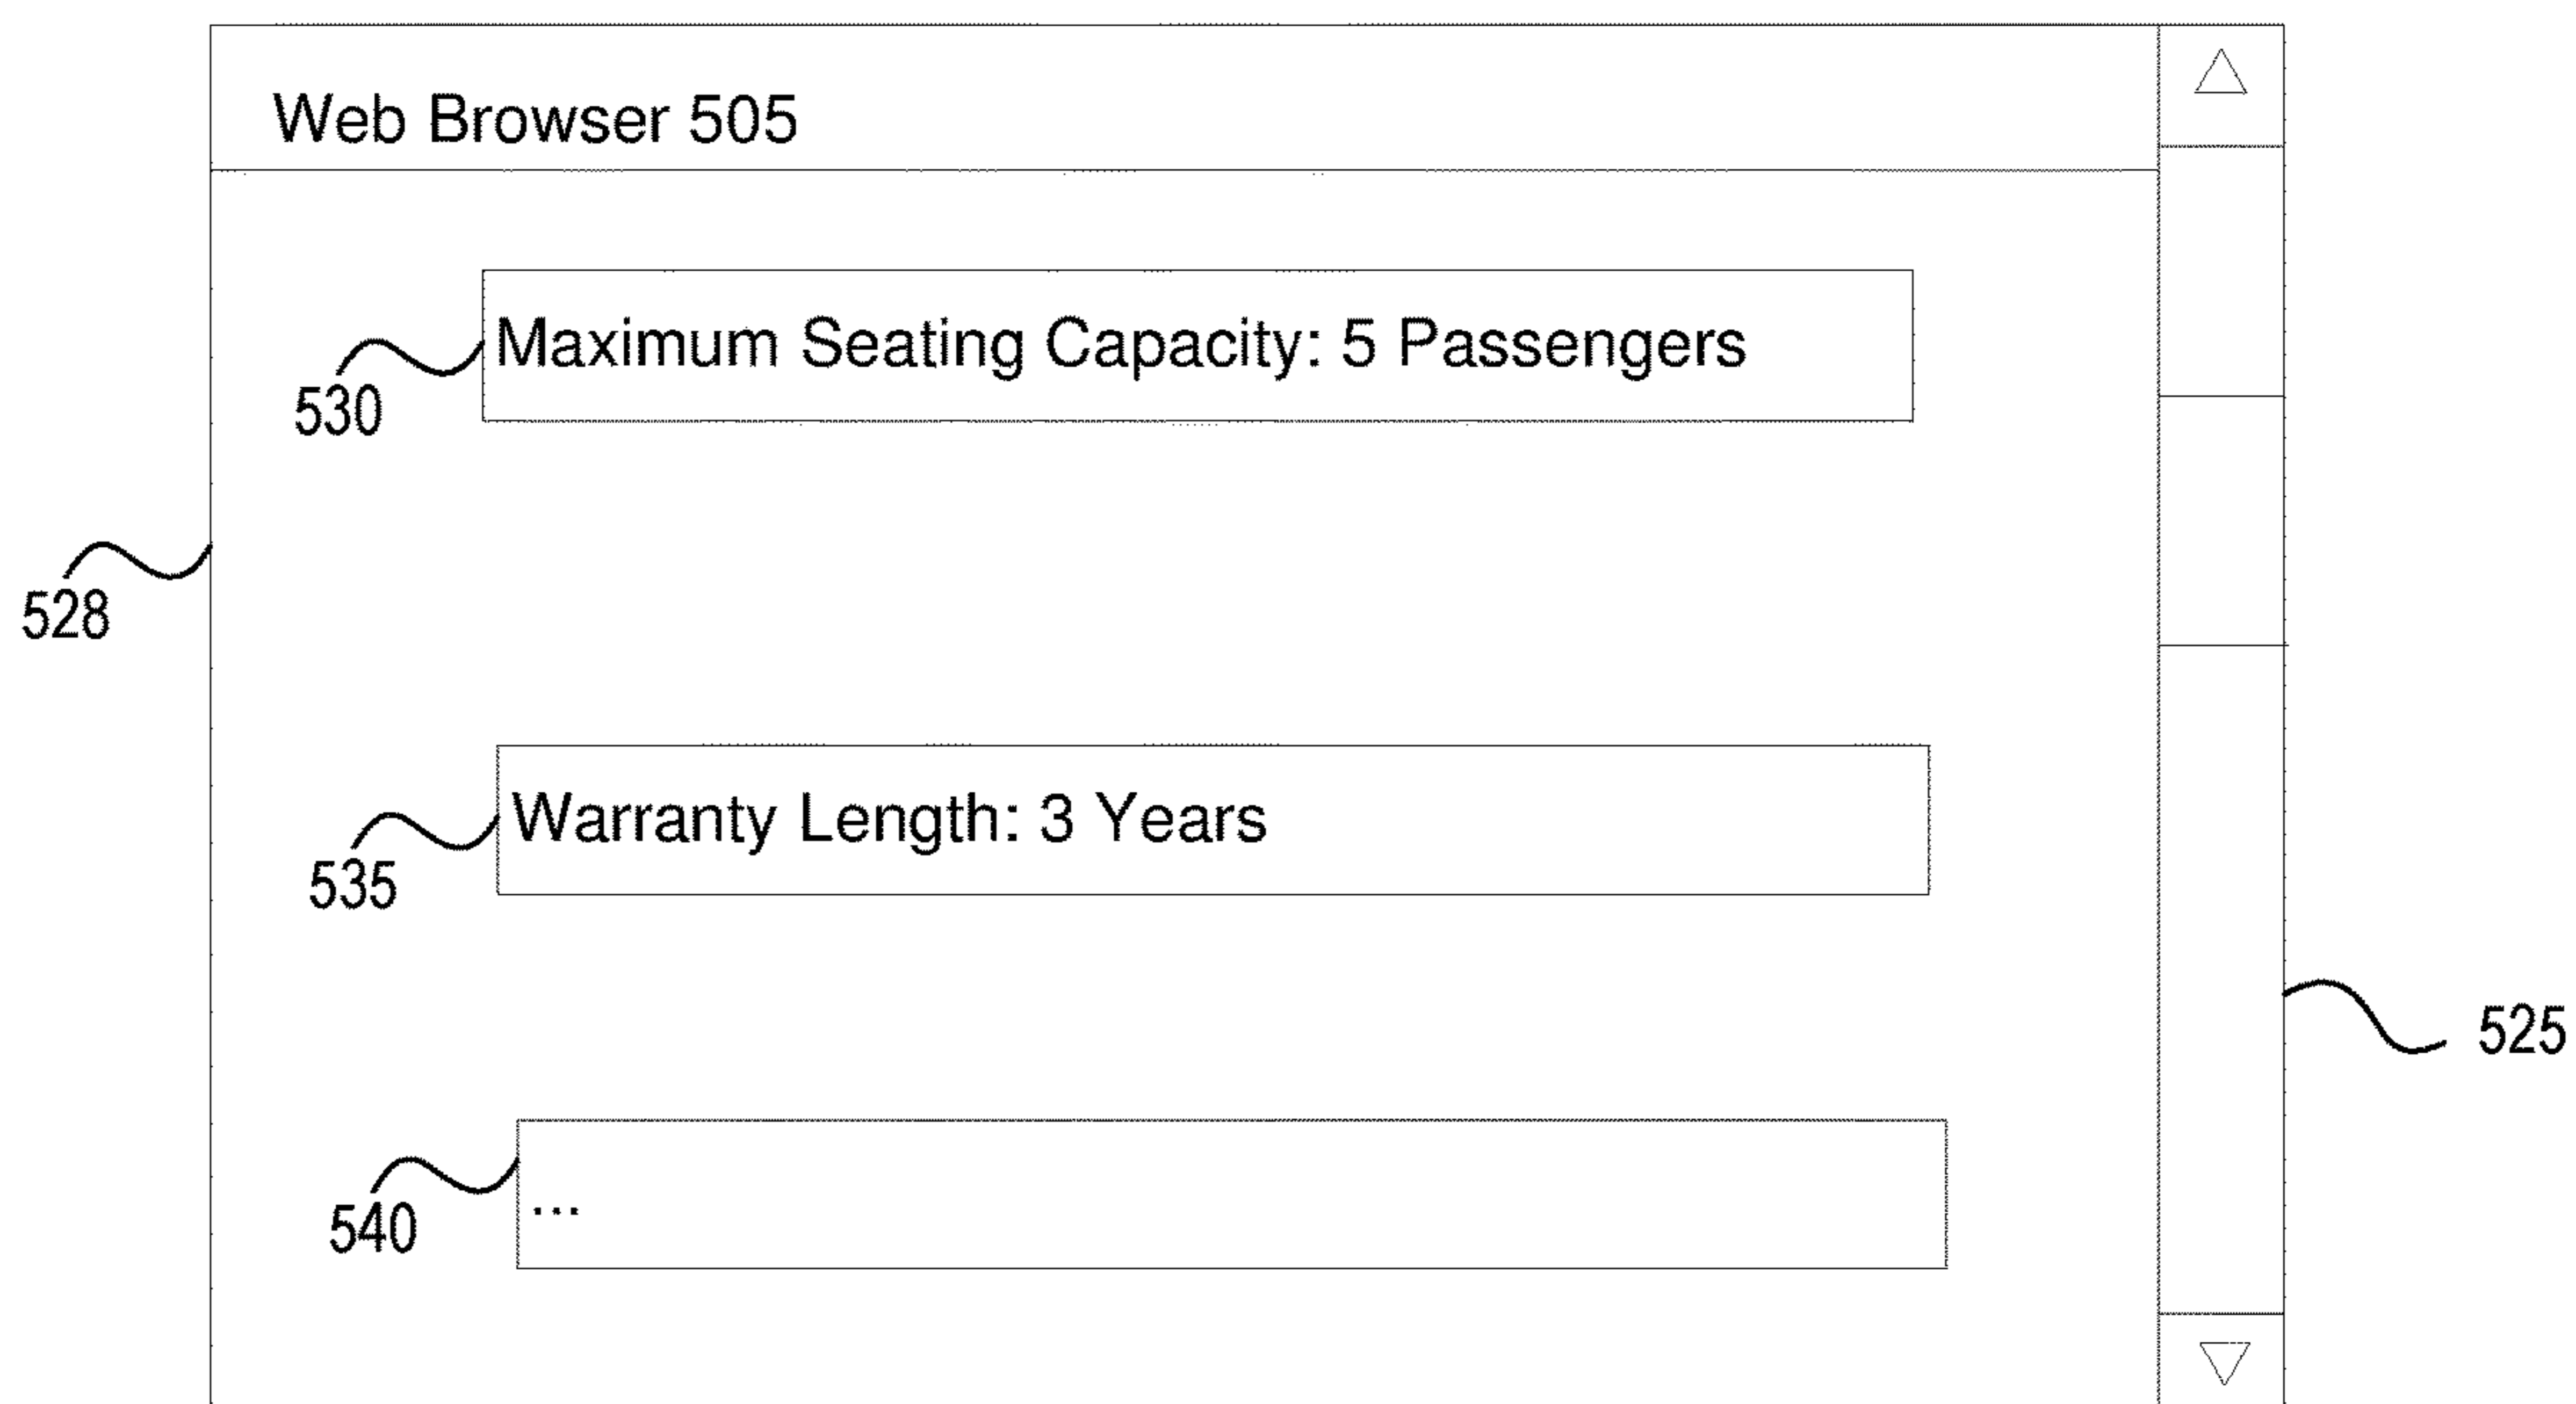 Web Browser 505
Maximum Seating Capacity: 5 Passengers
530
528
Warranty Length: 3 Years
535
525
...
540